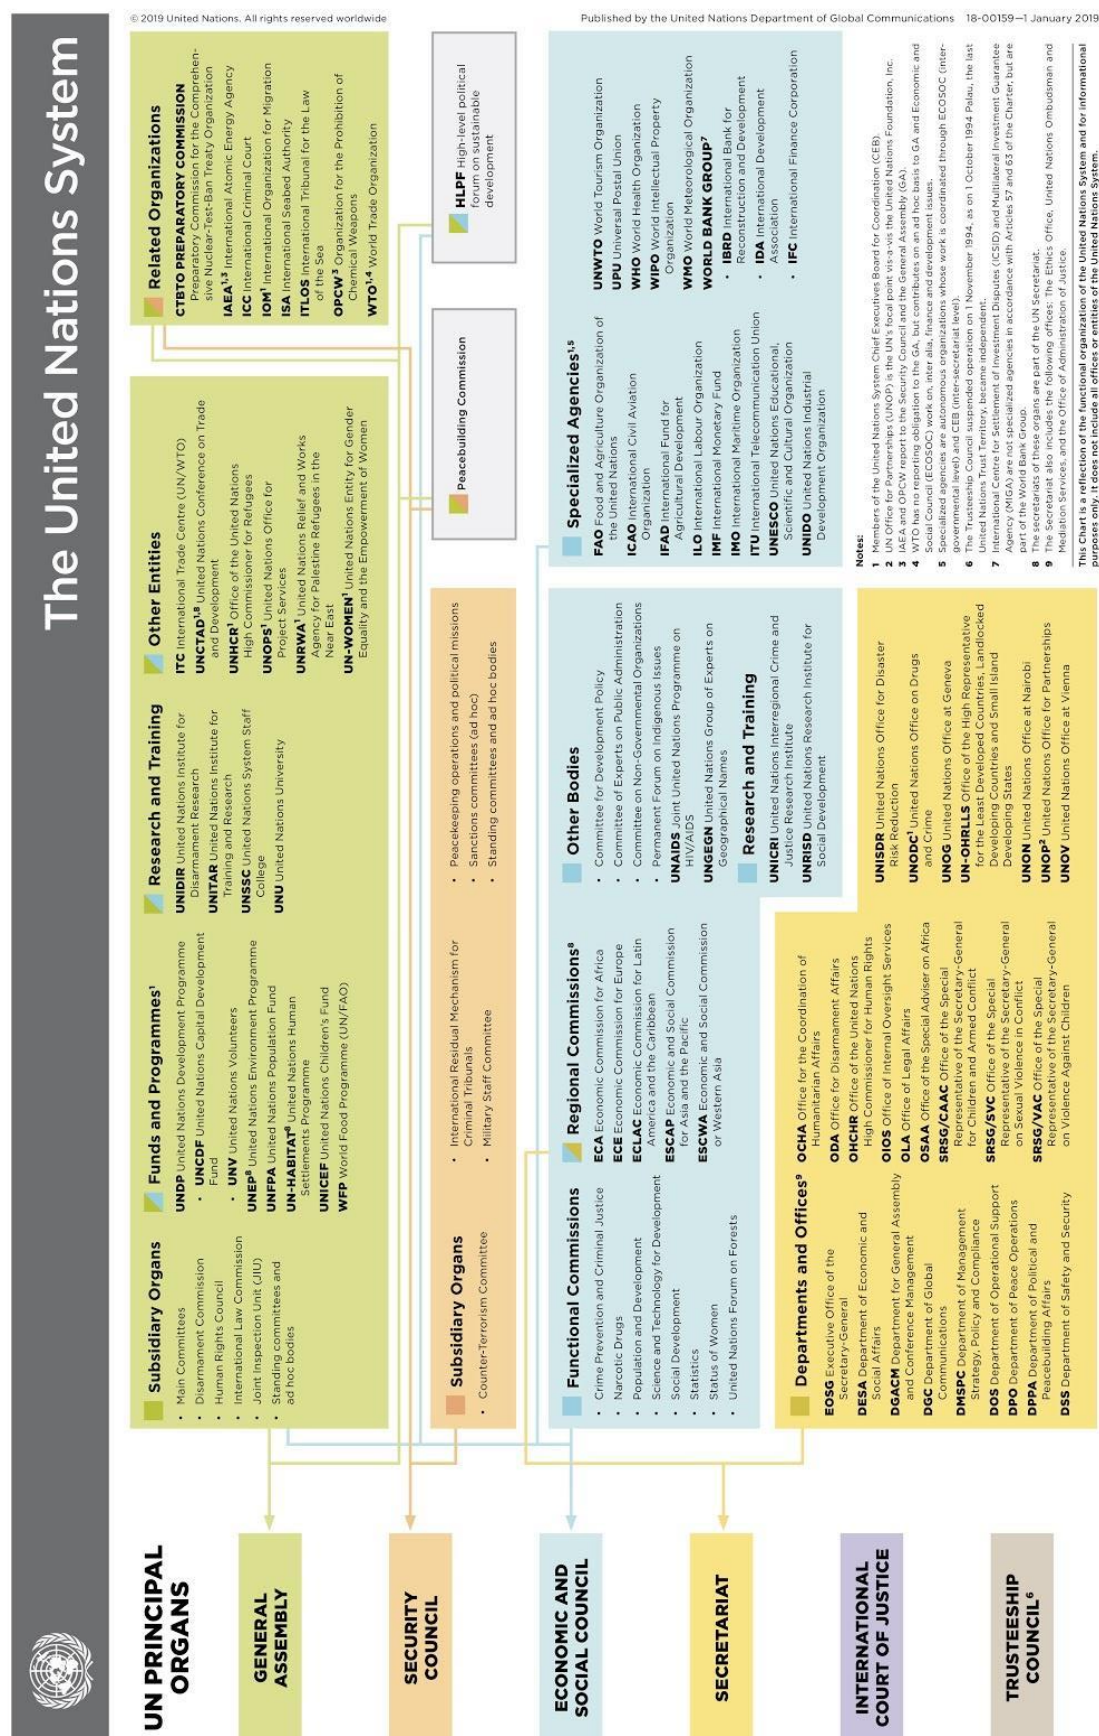 The United Nations System
UN PRINCIPAL
ORGANS
GENERAL
ASSEMBLY
SECURITY
COUNCIL
ECONOMIC AND
SOCIAL COUNCIL
SECRETARIAT
INTERNATIONAL
COURT OF JUSTICE
TRUSTEESHIP
COUNCIL⁶
Subsidiary Organs
• Main Committees
• Disarmament Commission
• Human Rights Council
• International Law Commission
• Joint Inspection Unit (JIU)
• Standing committees and
ad hoc bodies
Funds and Programmes¹
UNDP United Nations Development Programme
• UNCDF United Nations Capital Development
Fund
• UNV United Nations Volunteers
UNEP⁸ United Nations Environment Programme
UNFPA United Nations Population Fund
UN-HABITAT⁸ United Nations Human
Settlements Programme
UNICEF United Nations Children's Fund
WFP World Food Programme (UN/FAO)
Research and Training
UNIDIR United Nations Institute for
Disarmament Research
UNITAR United Nations Institute for
Training and Research
UNSSC United Nations System Staff
College
UNU United Nations University
Other Entities
ITC International Trade Centre (UN/WTO)
UNCTAD¹,⁸ United Nations Conference on Trade
and Development
UNHCR¹ Office of the United Nations
High Commissioner for Refugees
UNOPS¹ United Nations Office for
Project Services
UNRWA¹ United Nations Relief and Works
Agency for Palestine Refugees in the
Near East
UN-WOMEN¹ United Nations Entity for Gender
Equality and the Empowerment of Women
Related Organizations
CTBTO PREPARATORY COMMISSION
Preparatory Commission for the Comprehen-
sive Nuclear-Test-Ban Treaty Organization
IAEA¹,³ International Atomic Energy Agency
ICC International Criminal Court
IOM¹ International Organization for Migration
ISA International Seabed Authority
ITLOS International Tribunal for the Law
of the Sea
OPCW³ Organization for the Prohibition of
Chemical Weapons
WTO¹,⁴ World Trade Organization
Subsidiary Organs
• Counter-Terrorism Committee
• International Residual Mechanism for
Criminal Tribunals
• Military Staff Committee
• Peacekeeping operations and political missions
• Sanctions committees (ad hoc)
• Standing committees and ad hoc bodies
Peacebuilding Commission
HLPF High-level political
forum on sustainable
development
Functional Commissions
• Crime Prevention and Criminal Justice
• Narcotic Drugs
• Population and Development
• Science and Technology for Development
• Social Development
• Statistics
• Status of Women
• United Nations Forum on Forests
Regional Commissions⁸
ECA Economic Commission for Africa
ECE Economic Commission for Europe
ECLAC Economic Commission for Latin
America and the Caribbean
ESCAP Economic and Social Commission
for Asia and the Pacific
ESCWA Economic and Social Commission
for Western Asia
Other Bodies
• Committee for Development Policy
• Committee of Experts on Public Administration
• Committee on Non-Governmental Organizations
• Permanent Forum on Indigenous Issues
UNAIDS Joint United Nations Programme on
HIV/AIDS
UNGEGN United Nations Group of Experts on
Geographical Names
Research and Training
UNICRI United Nations Interregional Crime and
Justice Research Institute
UNRISD United Nations Research Institute for
Social Development
Specialized Agencies¹,⁵
FAO Food and Agriculture Organization of
the United Nations
ICAO International Civil Aviation
Organization
IFAD International Fund for
Agricultural Development
ILO International Labour Organization
IMF International Monetary Fund
IMO International Maritime Organization
ITU International Telecommunication Union
UNESCO United Nations Educational,
Scientific and Cultural Organization
UNIDO United Nations Industrial
Development Organization
UNWTO World Tourism Organization
UPU Universal Postal Union
WHO World Health Organization
WIPO World Intellectual Property
Organization
WMO World Meteorological Organization
WORLD BANK GROUP⁷
• IBRD International Bank for
Reconstruction and Development
• IDA International Development
Association
• IFC International Finance Corporation
Departments and Offices⁹
EOSG Executive Office of the
Secretary-General
DESA Department of Economic and
Social Affairs
DGACM Department for General Assembly
and Conference Management
DGC Department of Global
Communications
DMSPC Department of Management
Strategy, Policy and Compliance
DOS Department of Operational Support
DPO Department of Peace Operations
DPPA Department of Political and
Peacebuilding Affairs
DSS Department of Safety and Security
OCHA Office for the Coordination of
Humanitarian Affairs
ODA Office for Disarmament Affairs
OHCHR Office of the United Nations
High Commissioner for Human Rights
OIOS Office of Internal Oversight Services
OLA Office of Legal Affairs
OSAA Office of the Special Adviser on Africa
SRSG/CAAC Office of the Special
Representative of the Secretary-General
for Children and Armed Conflict
SRSG/SVC Office of the Special
Representative of the Secretary-General
on Sexual Violence in Conflict
SRSG/VAC Office of the Special
Representative of the Secretary-General
on Violence Against Children
UNISDR United Nations Office for Disaster
Risk Reduction
UNODC¹ United Nations Office on Drugs
and Crime
UNOG United Nations Office at Geneva
UN-OHRLLS Office of the High Representative
for the Least Developed Countries, Landlocked
Developing Countries and Small Island
Developing States
UNON United Nations Office at Nairobi
UNOP² United Nations Office for Partnerships
UNOV United Nations Office at Vienna
Notes:
1 Members of the United Nations System Chief Executives Board for Coordination (CEB).
2 UN Office for Partnerships (UNOP) is the UN's focal point vis-a-vis the United Nations Foundation, Inc.
3 IAEA and OPCW report to the Security Council and the General Assembly (GA).
4 WTO has no reporting obligation to the GA, but contributes on an ad hoc basis to GA and Economic and
Social Council (ECOSOC) work on, inter alia, finance and development issues.
5 Specialized agencies are autonomous organizations whose work is coordinated through ECOSOC (inter-
governmental level) and CEB (inter-secretariat level).
6 The Trusteeship Council suspended operation on 1 November 1994, as on 1 October 1994 Palau, the last
United Nations Trust Territory, became independent.
7 International Centre for Settlement of Investment Disputes (ICSID) and Multilateral Investment Guarantee
Agency (MIGA) are not specialized agencies in accordance with Articles 57 and 63 of the Charter, but are
part of the World Bank Group.
8 The secretariats of these organs are part of the UN Secretariat.
9 The Secretariat also includes the following offices: The Ethics Office, United Nations Ombudsman and
Mediation Services, and the Office of Administration of Justice.
This Chart is a reflection of the functional organization of the United Nations System and for informational
purposes only. It does not include all offices or entities of the United Nations System.
© 2019 United Nations. All rights reserved worldwide
Published by the United Nations Department of Global Communications 18-00159—1 January 2019